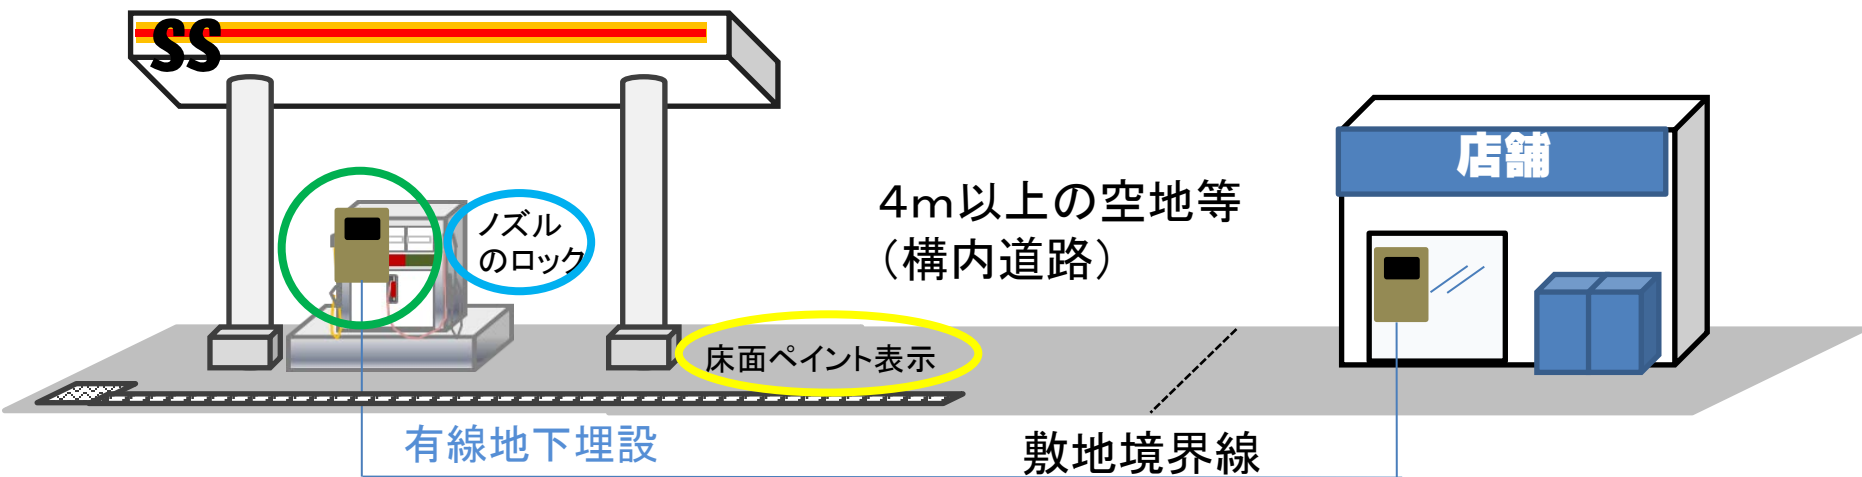 SS
店舗
ノズル
のロック
4m以上の空地等
（構内道路）
床面ペイント表示
有線地下埋設
敷地境界線